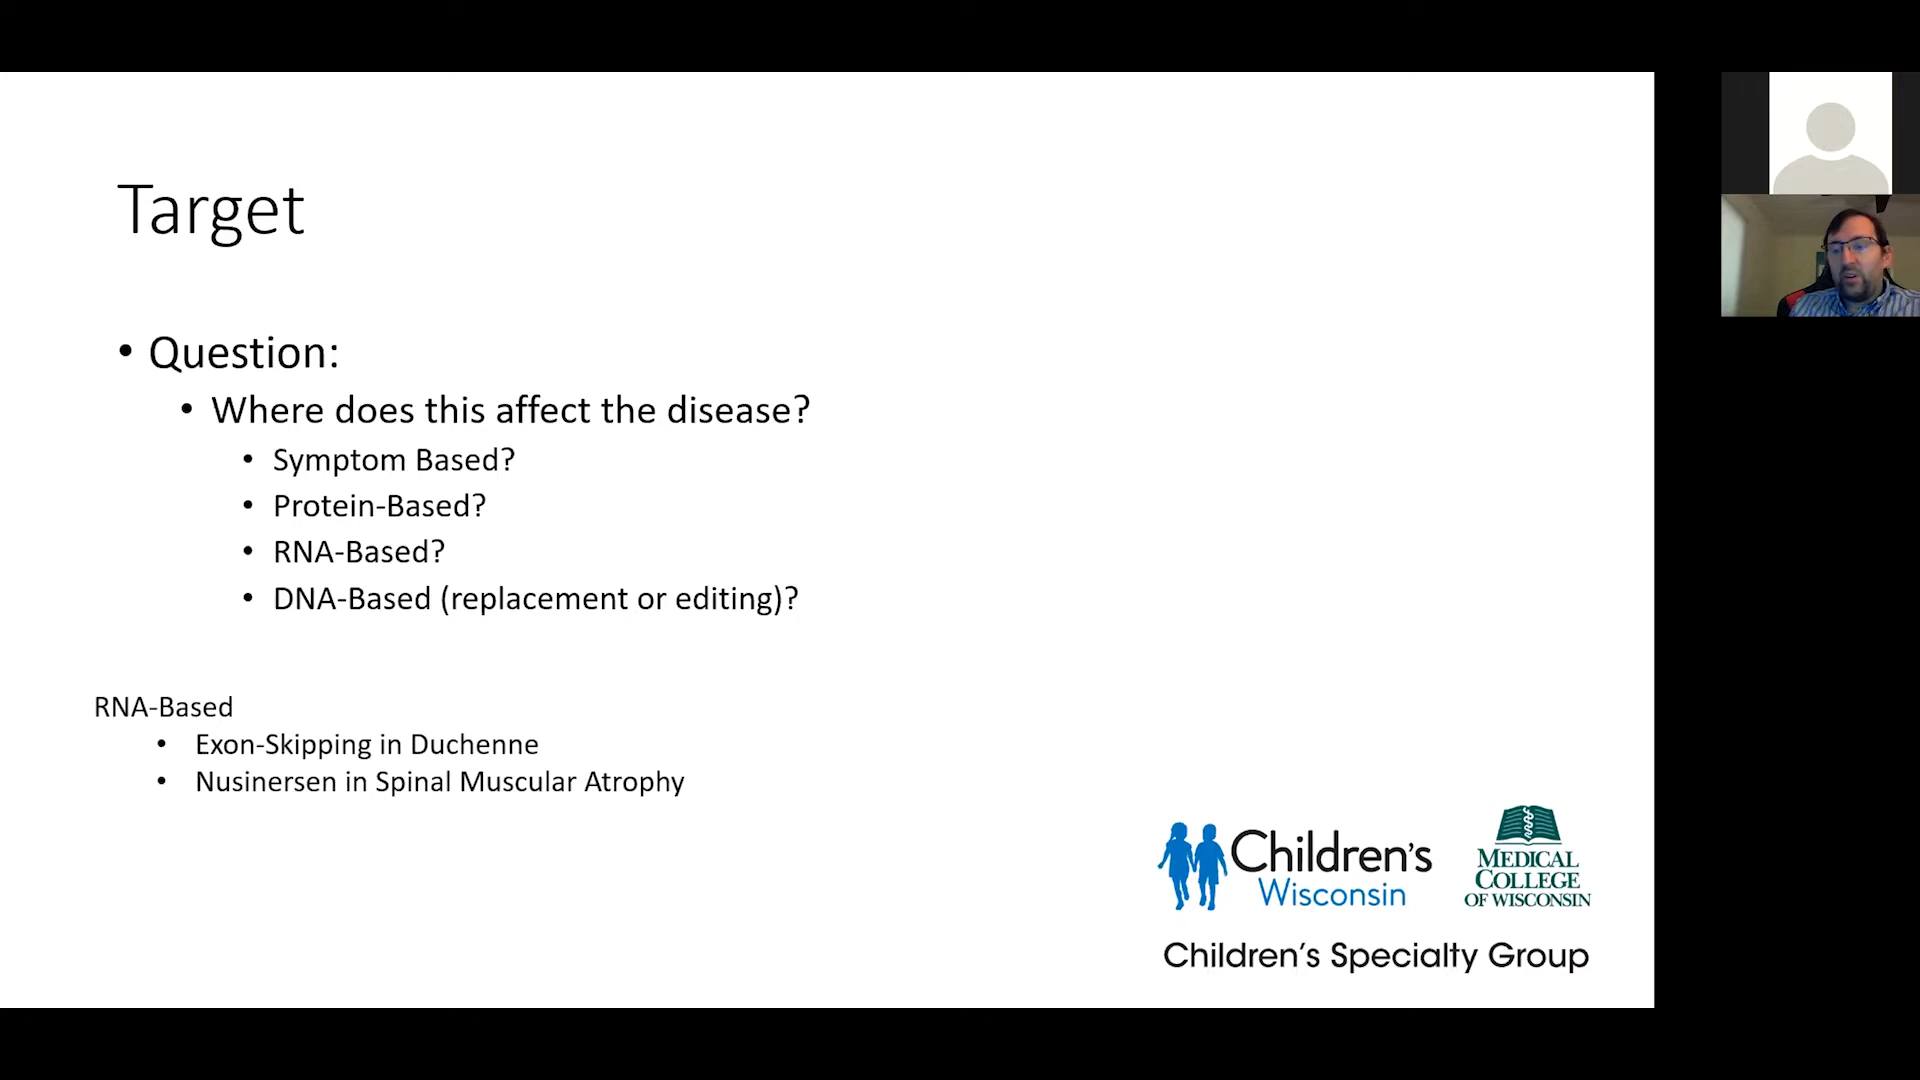 Target
• Question:
• Where does this affect the disease?
• Symptom Based?
• Protein-Based?
• RNA-Based?
• DNA-Based (replacement or editing)?
RNA-Based
• Exon-Skipping in Duchenne
• Nusinersen in Spinal Muscular Atrophy
Children's
Wisconsin
MEDICAL
COLLEGE
OF WISCONSIN
Children's Specialty Group